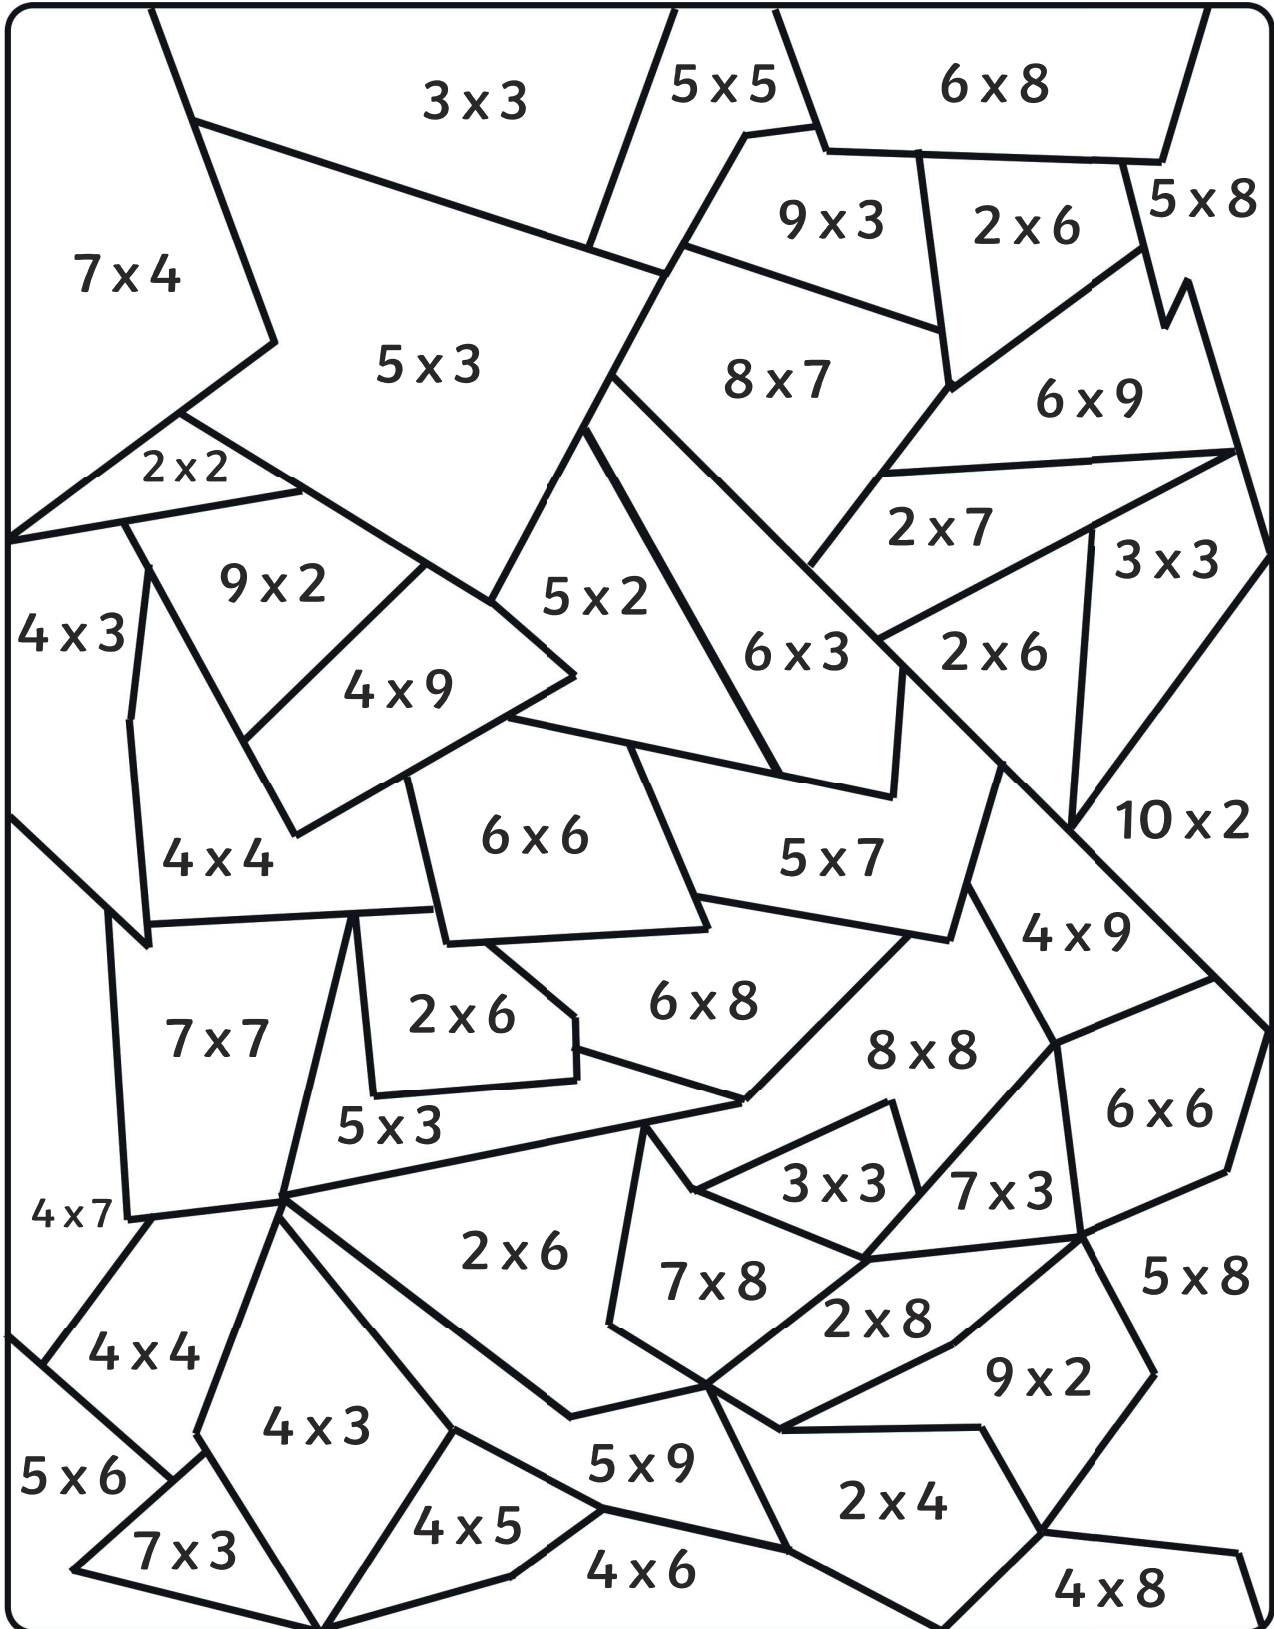 3 x 3
5 x 5
6 x 8
5 x 8
9 x 3
2 x 6
7 x 4
5 x 3
8 x 7
6 x 9
2 x 2
2 x 7
3 x 3
9 x 2
5 x 2
4 x 3
6 x 3
2 x 6
4 x 9
10 x 2
6 x 6
4 x 4
5 x 7
4 x 9
6 x 8
2 x 6
7 x 7
8 x 8
6 x 6
5 x 3
3 x 3
7 x 3
4 x 7
2 x 6
7 x 8
5 x 8
2 x 8
4 x 4
9 x 2
4 x 3
5 x 9
5 x 6
2 x 4
4 x 5
7 x 3
4 x 6
4 x 8